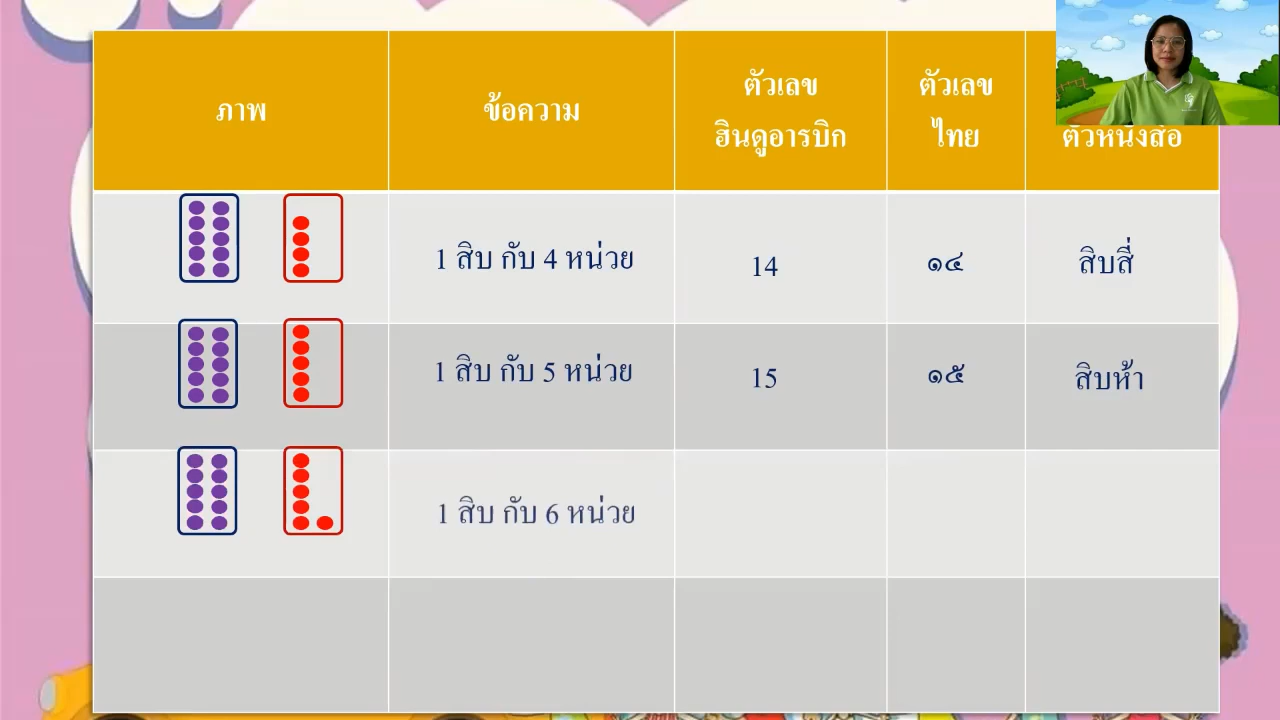 ภาพ
ข้อความ
ตัวเลข
ฮินดูอารบิก
ตัวเลข
ไทย
ตัวหนังสือ
1 สิบ กับ 4 หน่วย
14
๑๔
สิบสี่
1 สิบ กับ 5 หน่วย
15
๑๕
สิบห้า
1 สิบ กับ 6 หน่วย